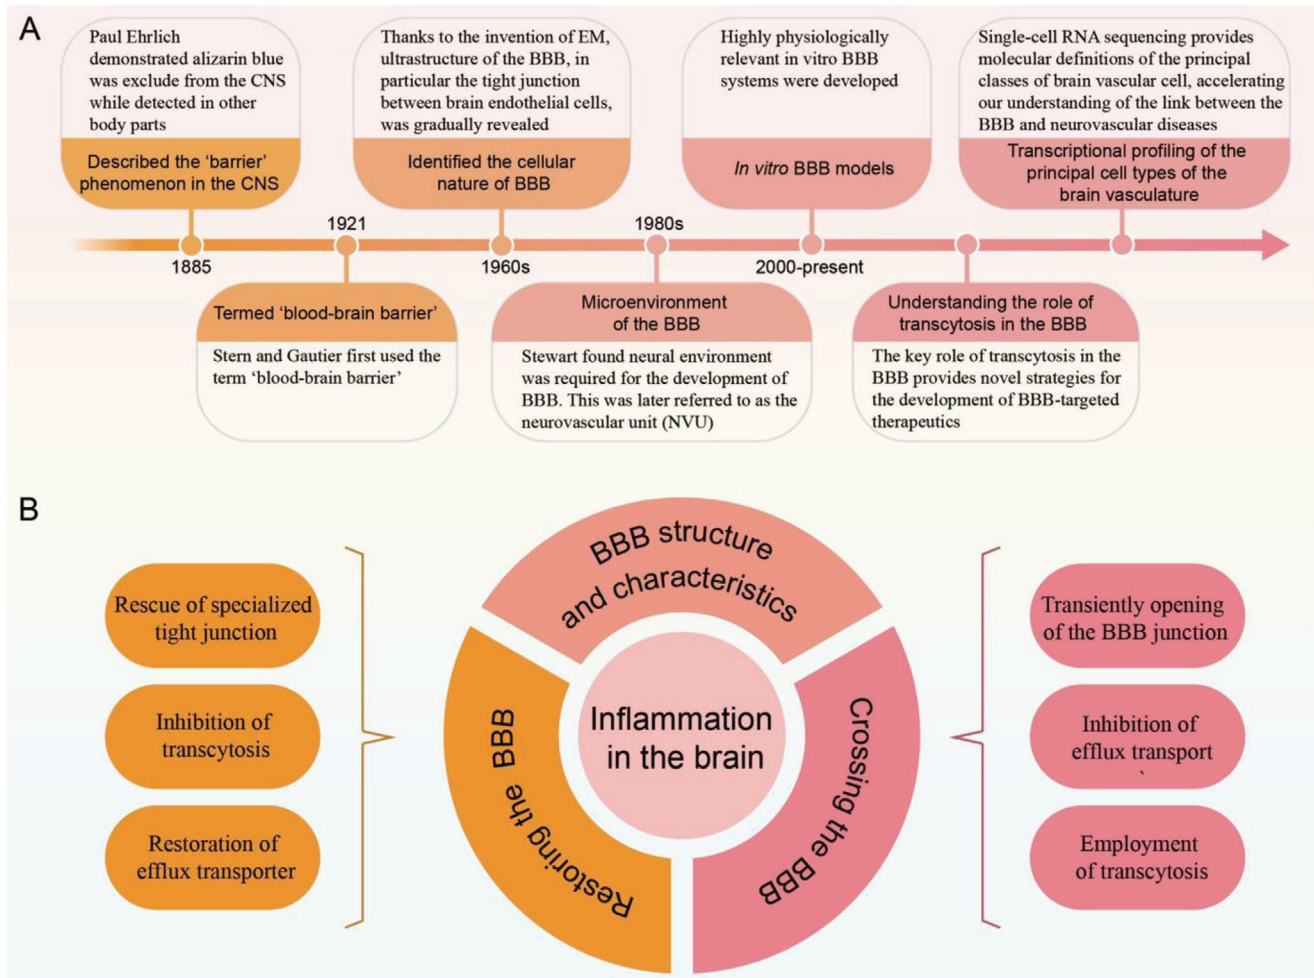 A
Paul Ehrlich
demonstrated alizarin blue
was exclude from the CNS
while detected in other
body parts
Described the ‘barrier’
phenomenon in the CNS
Thanks to the invention of EM,
ultrastructure of the BBB, in
particular the tight junction
between brain endothelial cells,
was gradually revealed
Identified the cellular
nature of BBB
Highly physiologically
relevant in vitro BBB
systems were developed
In vitro BBB models
Single-cell RNA sequencing provides
molecular definitions of the principal
classes of brain vascular cell, accelerating
our understanding of the link between the
BBB and neurovascular diseases
Transcriptional profiling of the
principal cell types of the
brain vasculature
1885
1921
1960s
1980s
2000-present
Termed ‘blood-brain barrier’
Stern and Gautier first used the
term ‘blood-brain barrier’
Microenvironment
of the BBB
Stewart found neural environment
was required for the development of
BBB. This was later referred to as the
neurovascular unit (NVU)
Understanding the role of
transcytosis in the BBB
The key role of transcytosis in the
BBB provides novel strategies for
the development of BBB-targeted
therapeutics
B
Rescue of specialized
tight junction
Inhibition of
transcytosis
Restoration of
efflux transporter
BBB structure
and characteristics
Restoring the BBB
Inflammation
in the brain
Crossing the BBB
Transiently opening
of the BBB junction
Inhibition of
efflux transport
`
Employment
of transcytosis